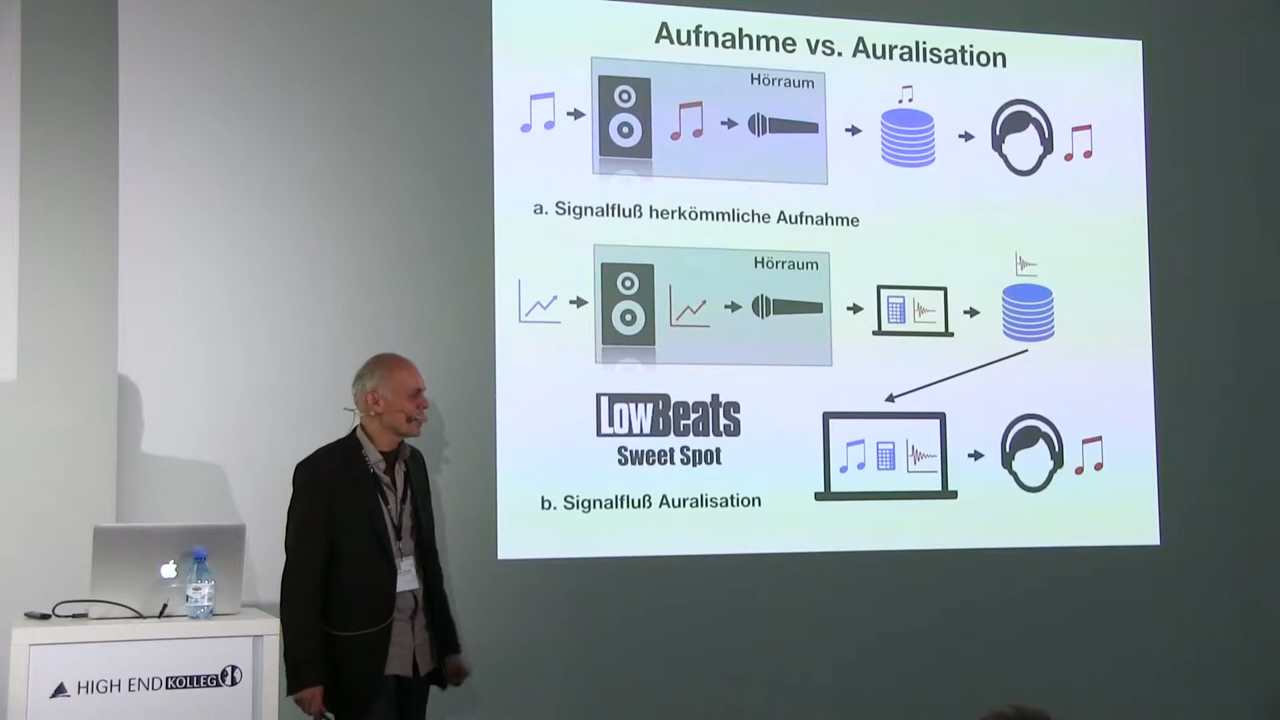 Aufnahme vs. Auralisation
Hörraum
a. Signalfluß herkömmliche Aufnahme
Hörraum
LowBeats
Sweet Spot
b. Signalfluß Auralisation
HIGH END KOLLEG